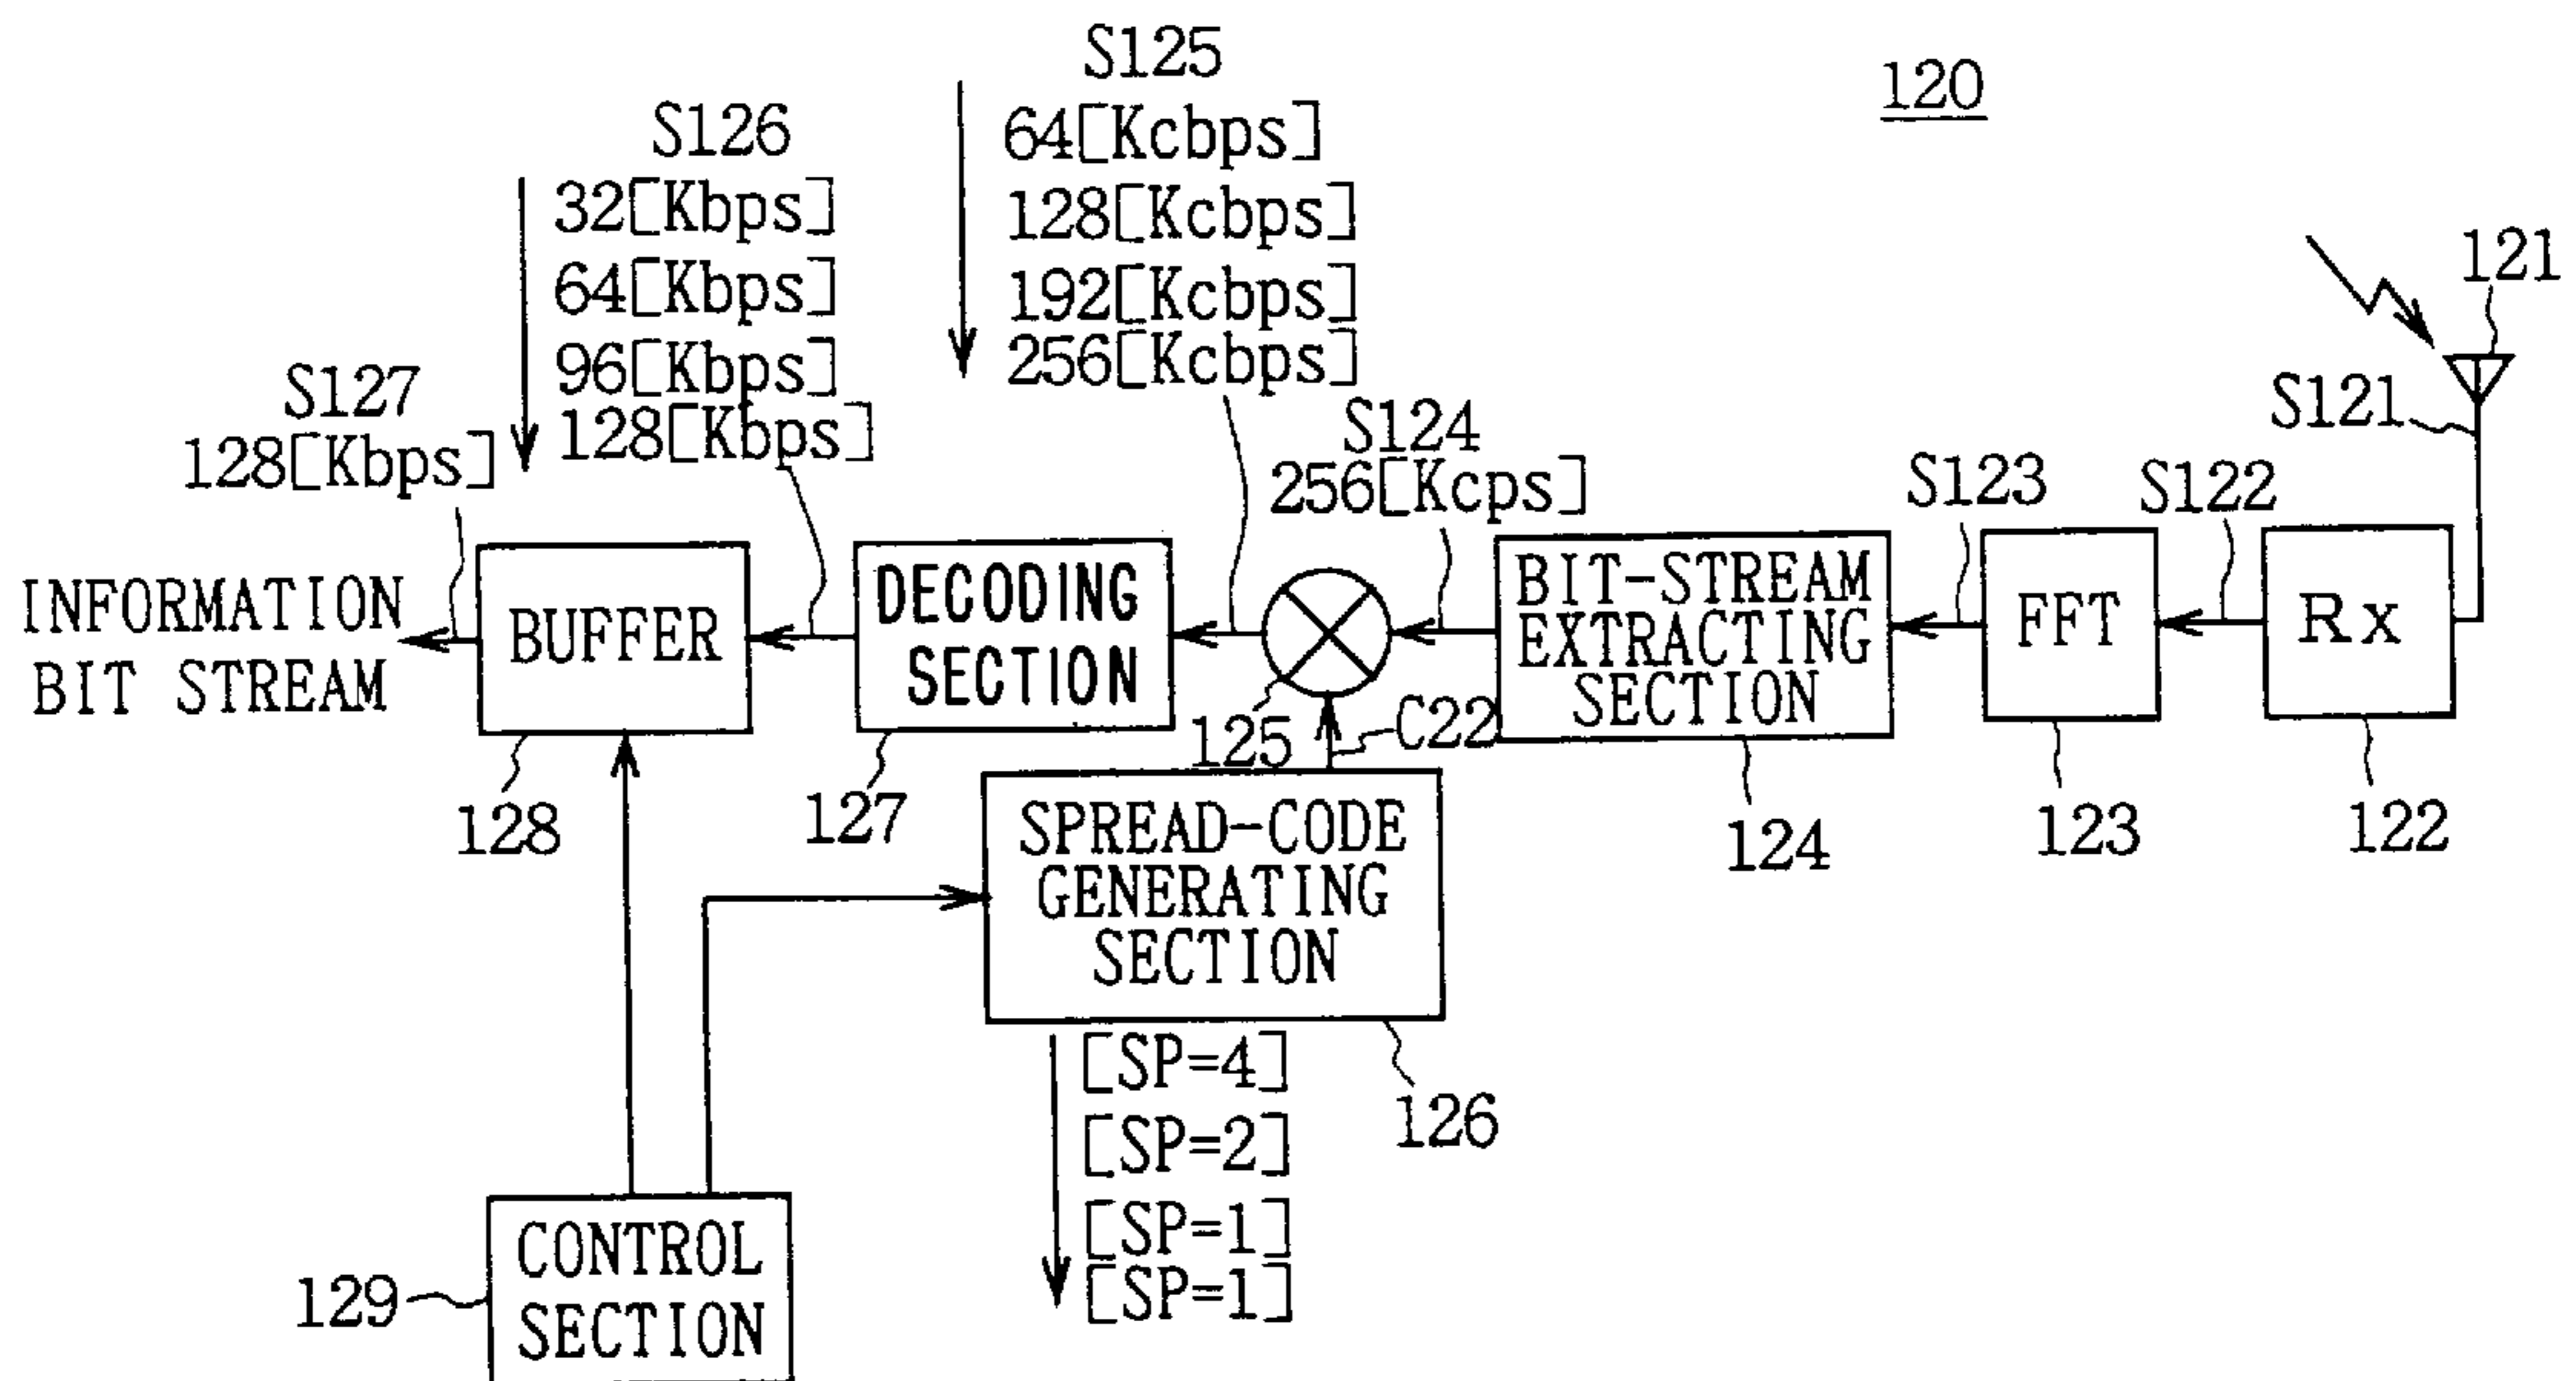 120
S125
64[Kcbps]
128[Kcbps]
192[Kcbps]
256[Kcbps]
S126
32[Kbps]
64[Kbps]
96[Kbps]
128[Kbps]
S127
128[Kbps]
S124
256[Kcps]
S123
S122
S121
121
INFORMATION
BIT STREAM
BUFFER
128
DECODING
SECTION
127
125
C22
BIT-STREAM
EXTRACTING
SECTION
124
FFT
123
Rx
122
SPREAD-CODE
GENERATING
SECTION
126
[SP=4]
[SP=2]
[SP=1]
[SP=1]
CONTROL
SECTION
129